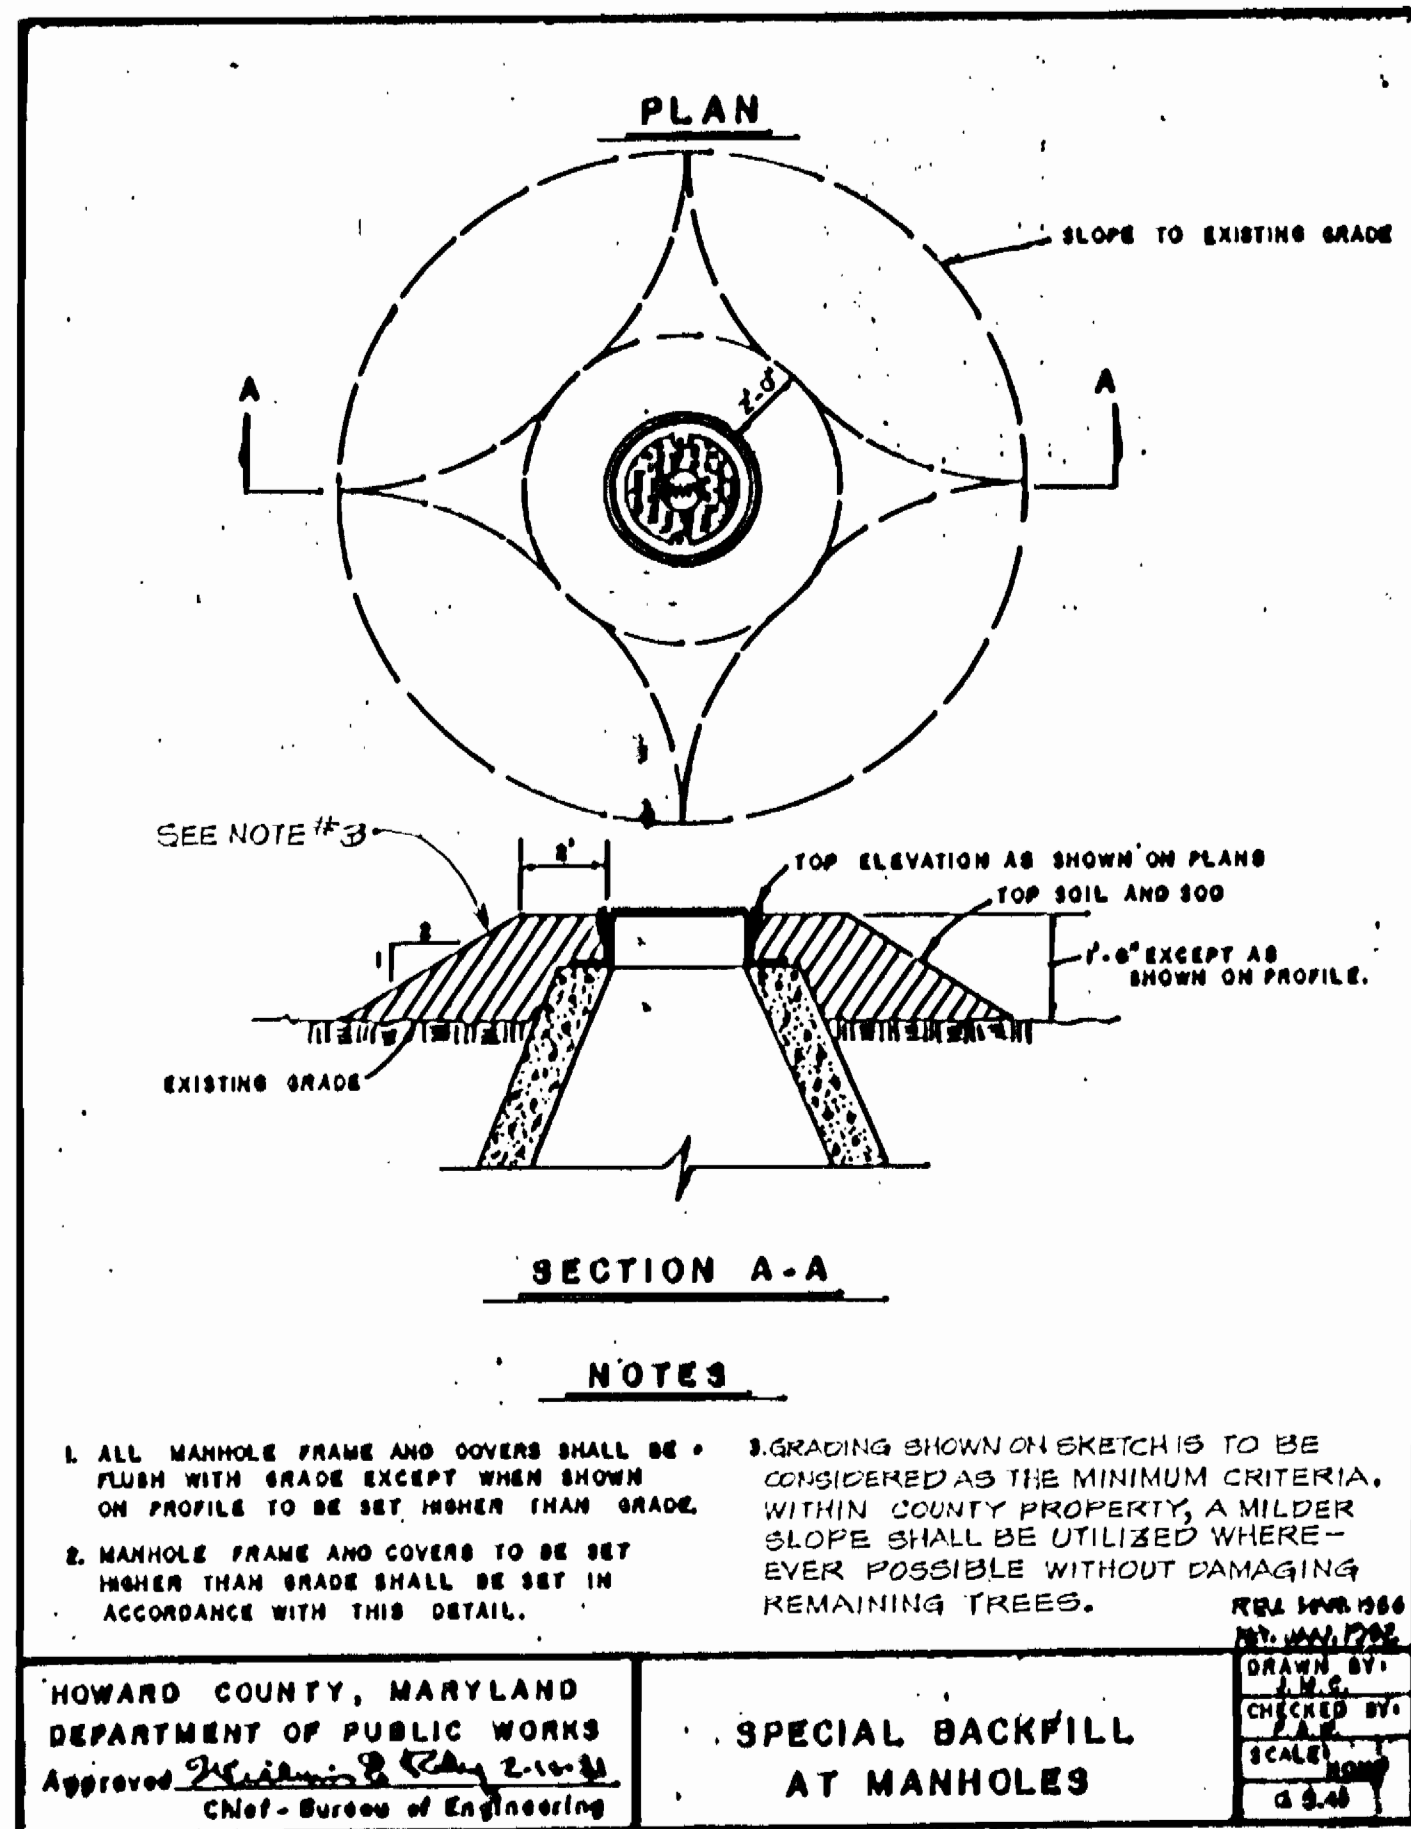 PLAN
SLOPE TO EXISTING GRADE
A
A
2'-0"
SEE NOTE #3
2'
TOP ELEVATION AS SHOWN ON PLANS
TOP SOIL AND SOD
2
1
1'-6" EXCEPT AS
SHOWN ON PROFILE.
EXISTING GRADE
SECTION A-A
NOTES
1. ALL MANHOLE FRAME AND COVERS SHALL BE
FLUSH WITH GRADE EXCEPT WHEN SHOWN
ON PROFILE TO BE SET HIGHER THAN GRADE.
2. MANHOLE FRAME AND COVERS TO BE SET
HIGHER THAN GRADE SHALL BE SET IN
ACCORDANCE WITH THIS DETAIL.
3. GRADING SHOWN ON SKETCH IS TO BE
CONSIDERED AS THE MINIMUM CRITERIA.
WITHIN COUNTY PROPERTY, A MILDER
SLOPE SHALL BE UTILIZED WHERE-
EVER POSSIBLE WITHOUT DAMAGING
REMAINING TREES.
HOWARD COUNTY, MARYLAND
DEPARTMENT OF PUBLIC WORKS
Approved
Chief - Bureau of Engineering
SPECIAL BACKFILL
AT MANHOLES
DRAWN BY:
CHECKED BY:
SCALE: NONE